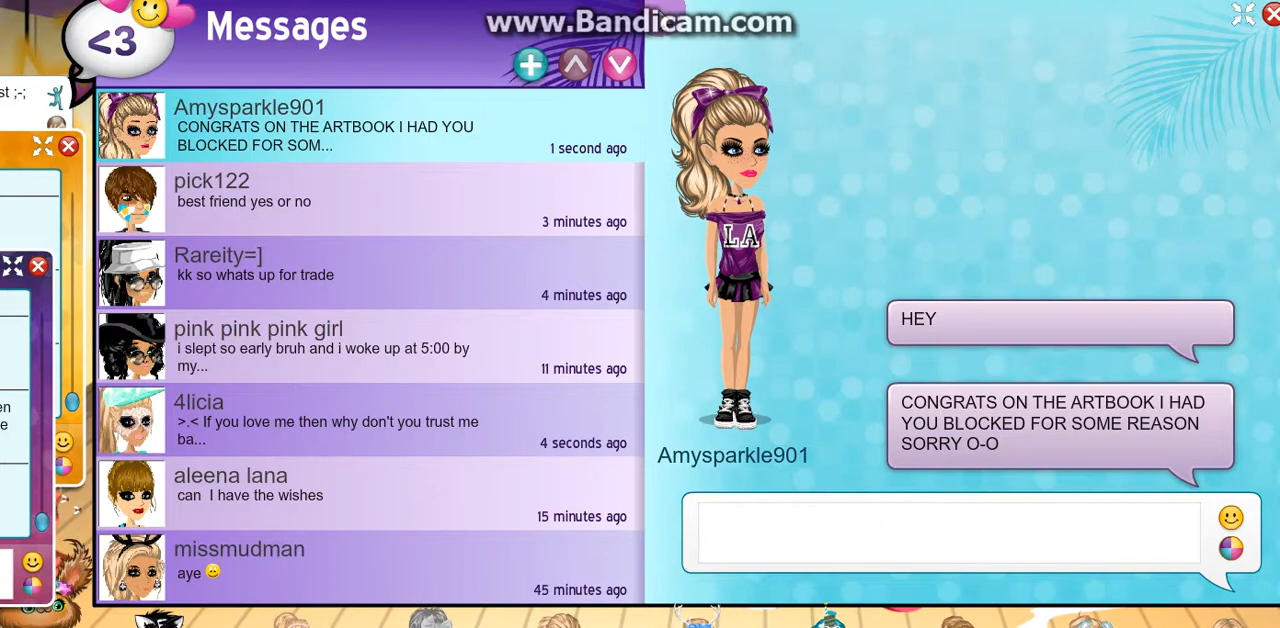 www.Bandicam.com
<3
Messages
st ;-;
Amysparkle901
CONGRATS ON THE ARTBOOK I HAD YOU
BLOCKED FOR SOM...
1 second ago
pick122
best friend yes or no
3 minutes ago
Rareity=]
kk so whats up for trade
4 minutes ago
pink pink pink girl
i slept so early bruh and i woke up at 5:00 by
my...
11 minutes ago
4licia
>.< If you love me then why don't you trust me
ba...
4 seconds ago
aleena lana
can I have the wishes
15 minutes ago
missmudman
aye
45 minutes ago
en
e
LA
Amysparkle901
HEY
CONGRATS ON THE ARTBOOK I HAD
YOU BLOCKED FOR SOME REASON
SORRY O-O